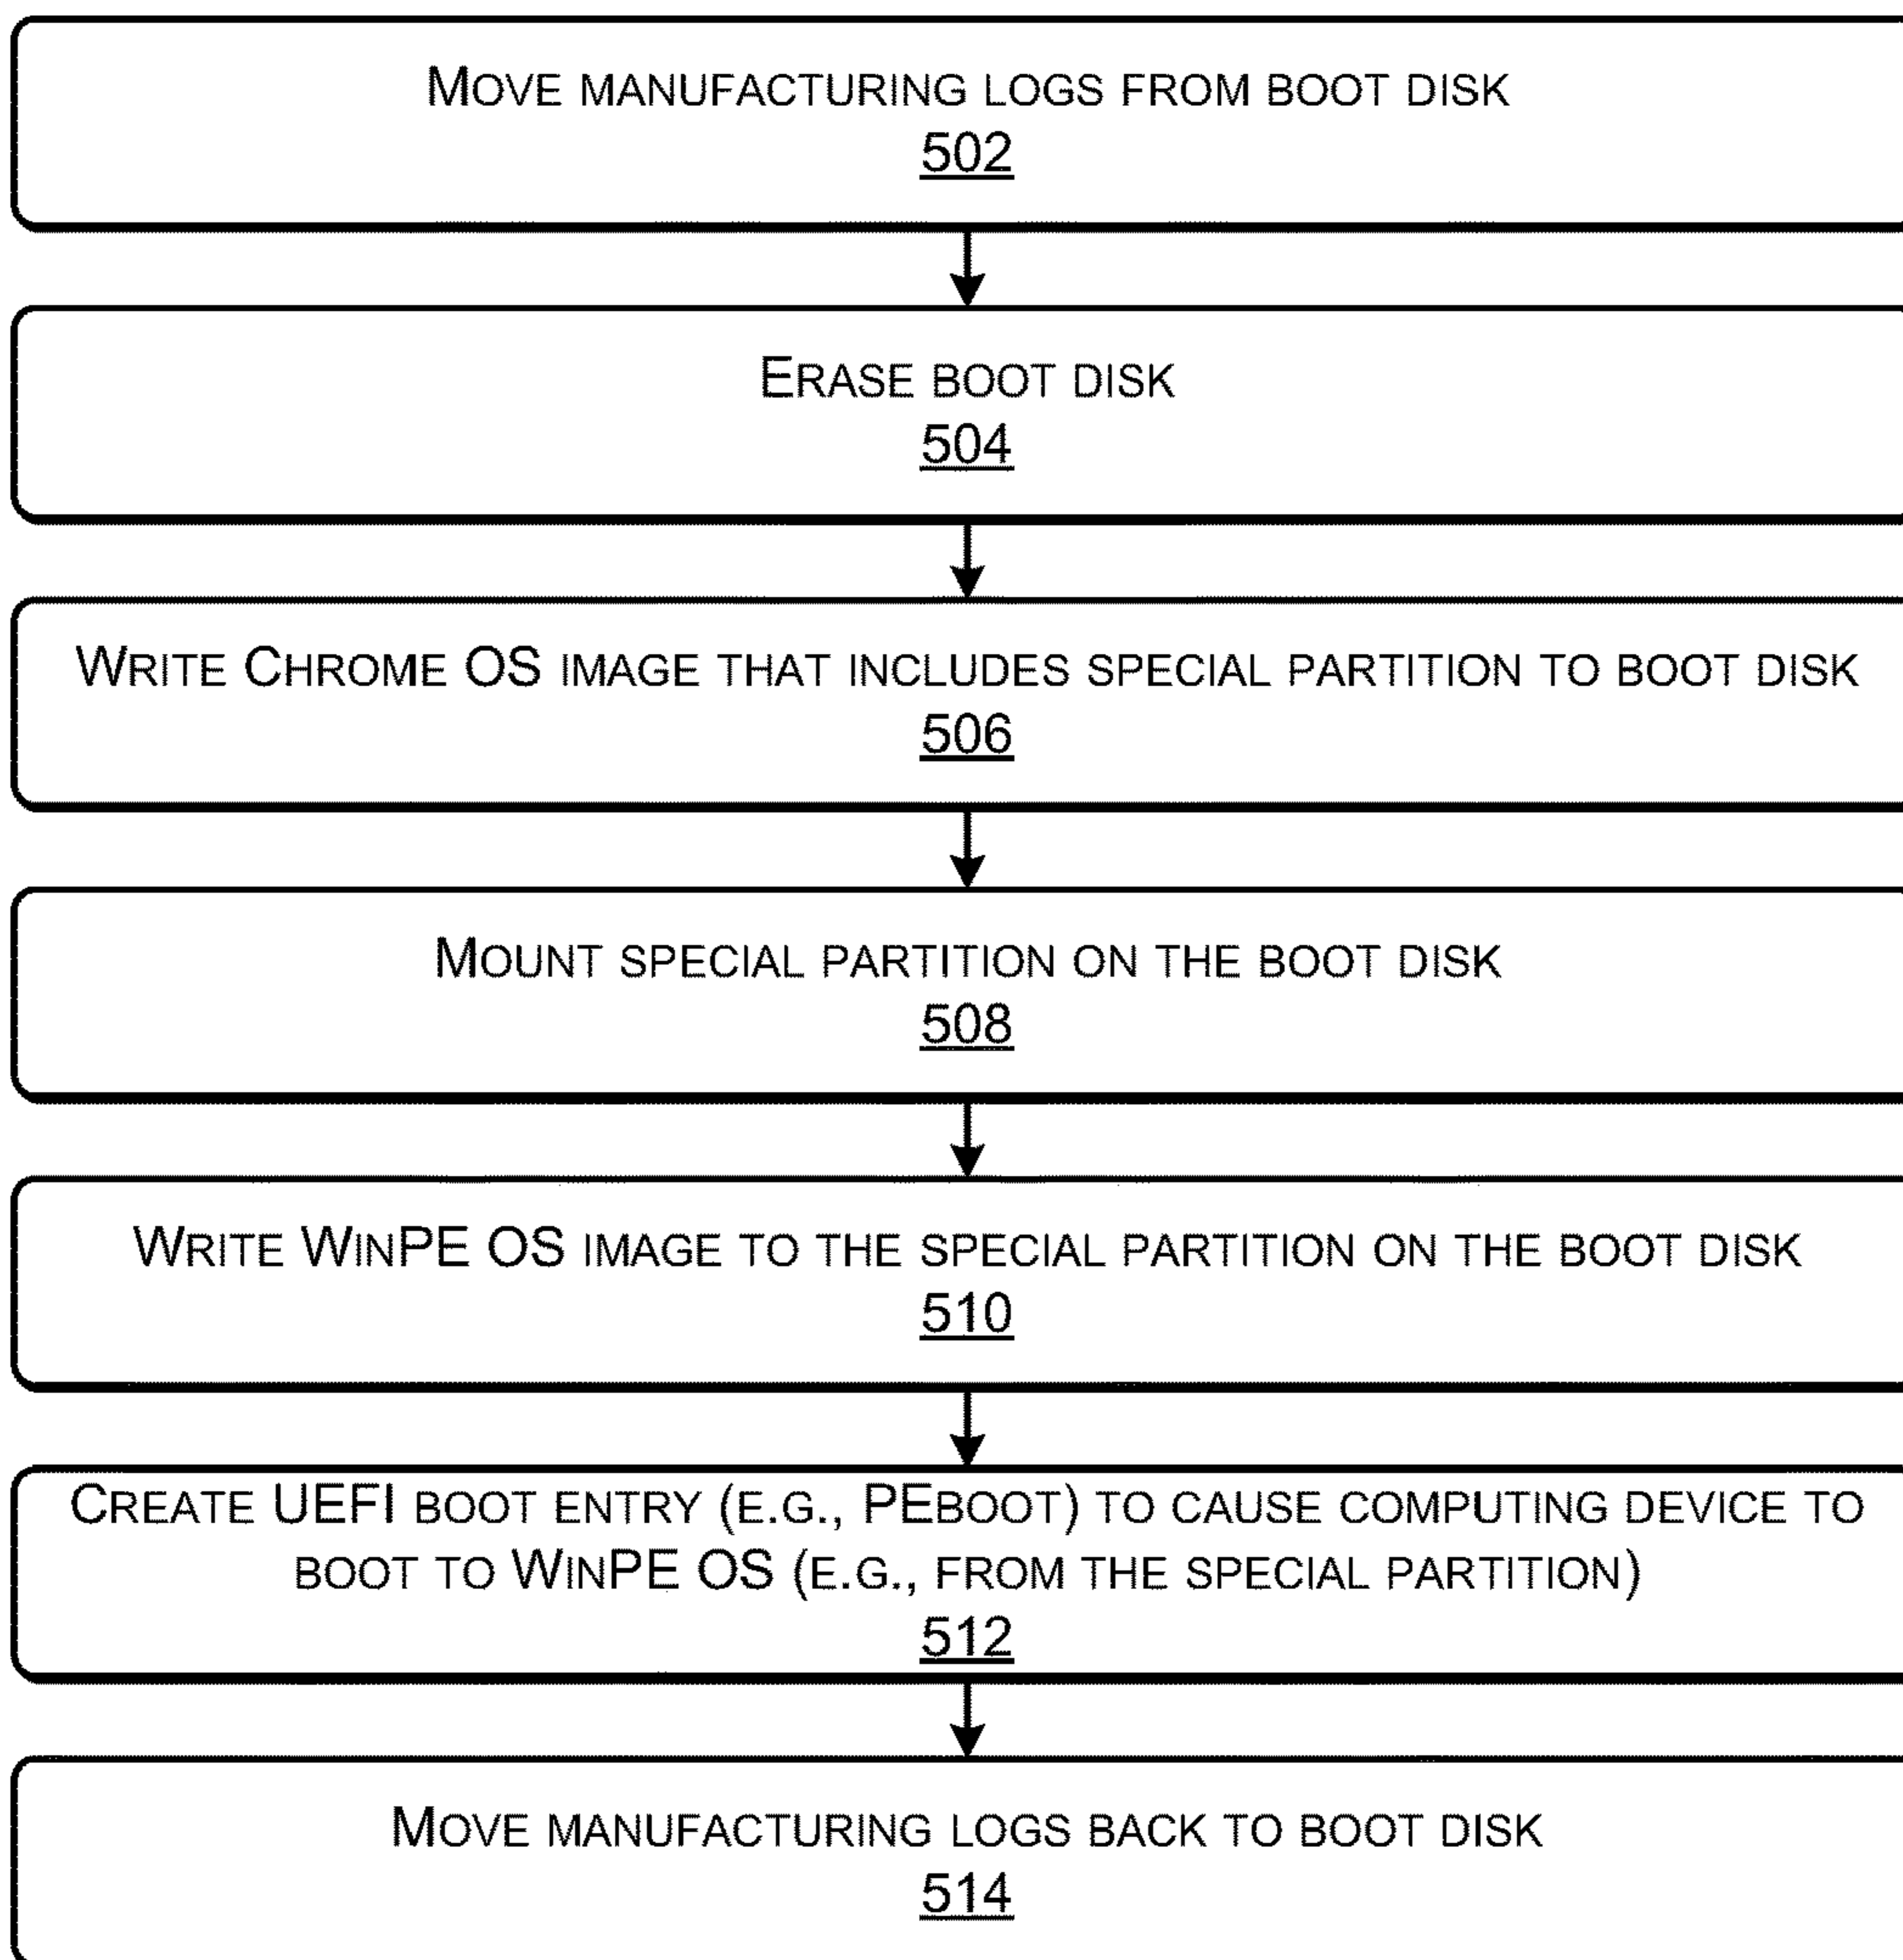 MOVE MANUFACTURING LOGS FROM BOOT DISK
502
ERASE BOOT DISK
504
WRITE CHROME OS IMAGE THAT INCLUDES SPECIAL PARTITION TO BOOT DISK
506
MOUNT SPECIAL PARTITION ON THE BOOT DISK
508
WRITE WINPE OS IMAGE TO THE SPECIAL PARTITION ON THE BOOT DISK
510
CREATE UEFI BOOT ENTRY (E.G., PEBOOT) TO CAUSE COMPUTING DEVICE TO
BOOT TO WINPE OS (E.G., FROM THE SPECIAL PARTITION)
512
MOVE MANUFACTURING LOGS BACK TO BOOT DISK
514